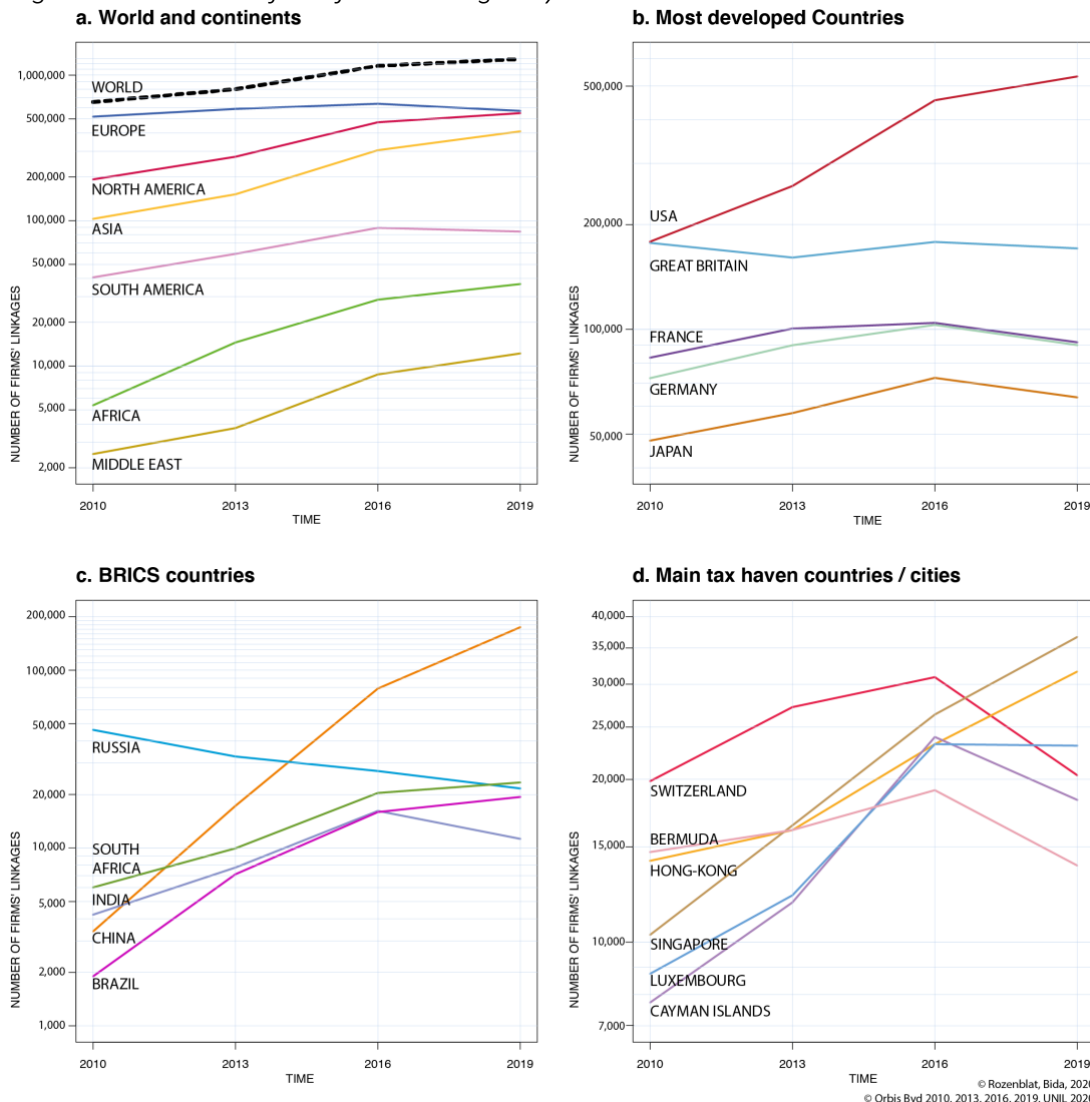 a. World and continents
1,000,000
500,000
200,000
100,000
50,000
20,000
10,000
5,000
2,000
NUMBER OF FIRMS' LINKAGES
WORLD
EUROPE
NORTH AMERICA
ASIA
SOUTH AMERICA
AFRICA
MIDDLE EAST
2010 2013 2016 2019
TIME
b. Most developed Countries
500,000
200,000
100,000
50,000
NUMBER OF FIRMS' LINKAGES
USA
GREAT BRITAIN
FRANCE
GERMANY
JAPAN
2010 2013 2016 2019
TIME
c. BRICS countries
200,000
100,000
50,000
20,000
10,000
5,000
2,000
1,000
NUMBER OF FIRMS' LINKAGES
RUSSIA
SOUTH
AFRICA
INDIA
CHINA
BRAZIL
2010 2013 2016 2019
TIME
d. Main tax haven countries / cities
40,000
35,000
30,000
25,000
20,000
15,000
10,000
7,000
NUMBER OF FIRMS' LINKAGES
SWITZERLAND
BERMUDA
HONG-KONG
SINGAPORE
LUXEMBOURG
CAYMAN ISLANDS
2010 2013 2016 2019
TIME
© Rozenblat, Bida, 2020
© Orbis Bvd 2010, 2013, 2016, 2019, UNIL 2020